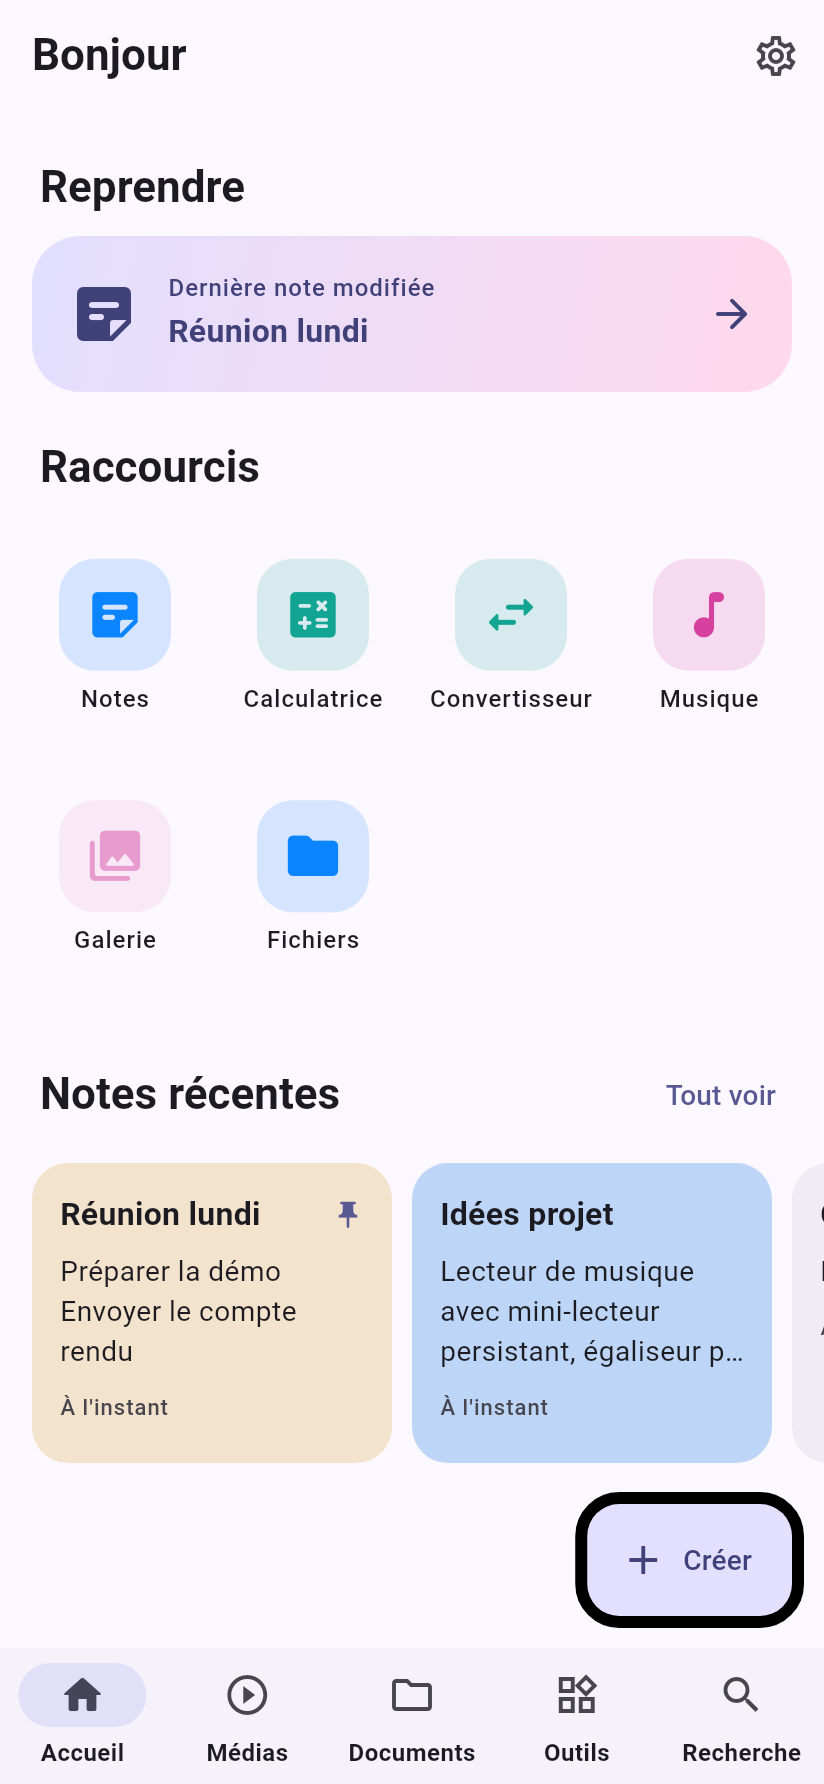 Bonjour
Reprendre
Dernière note modifiée
Réunion lundi
Raccourcis
Notes
Calculatrice
Convertisseur
Musique
Galerie
Fichiers
Notes récentes
Tout voir
Réunion lundi
Préparer la démo
Envoyer le compte
rendu
À l'instant
Idées projet
Lecteur de musique
avec mini-lecteur
persistant, égaliseur p…
À l'instant
Créer
Accueil
Médias
Documents
Outils
Recherche